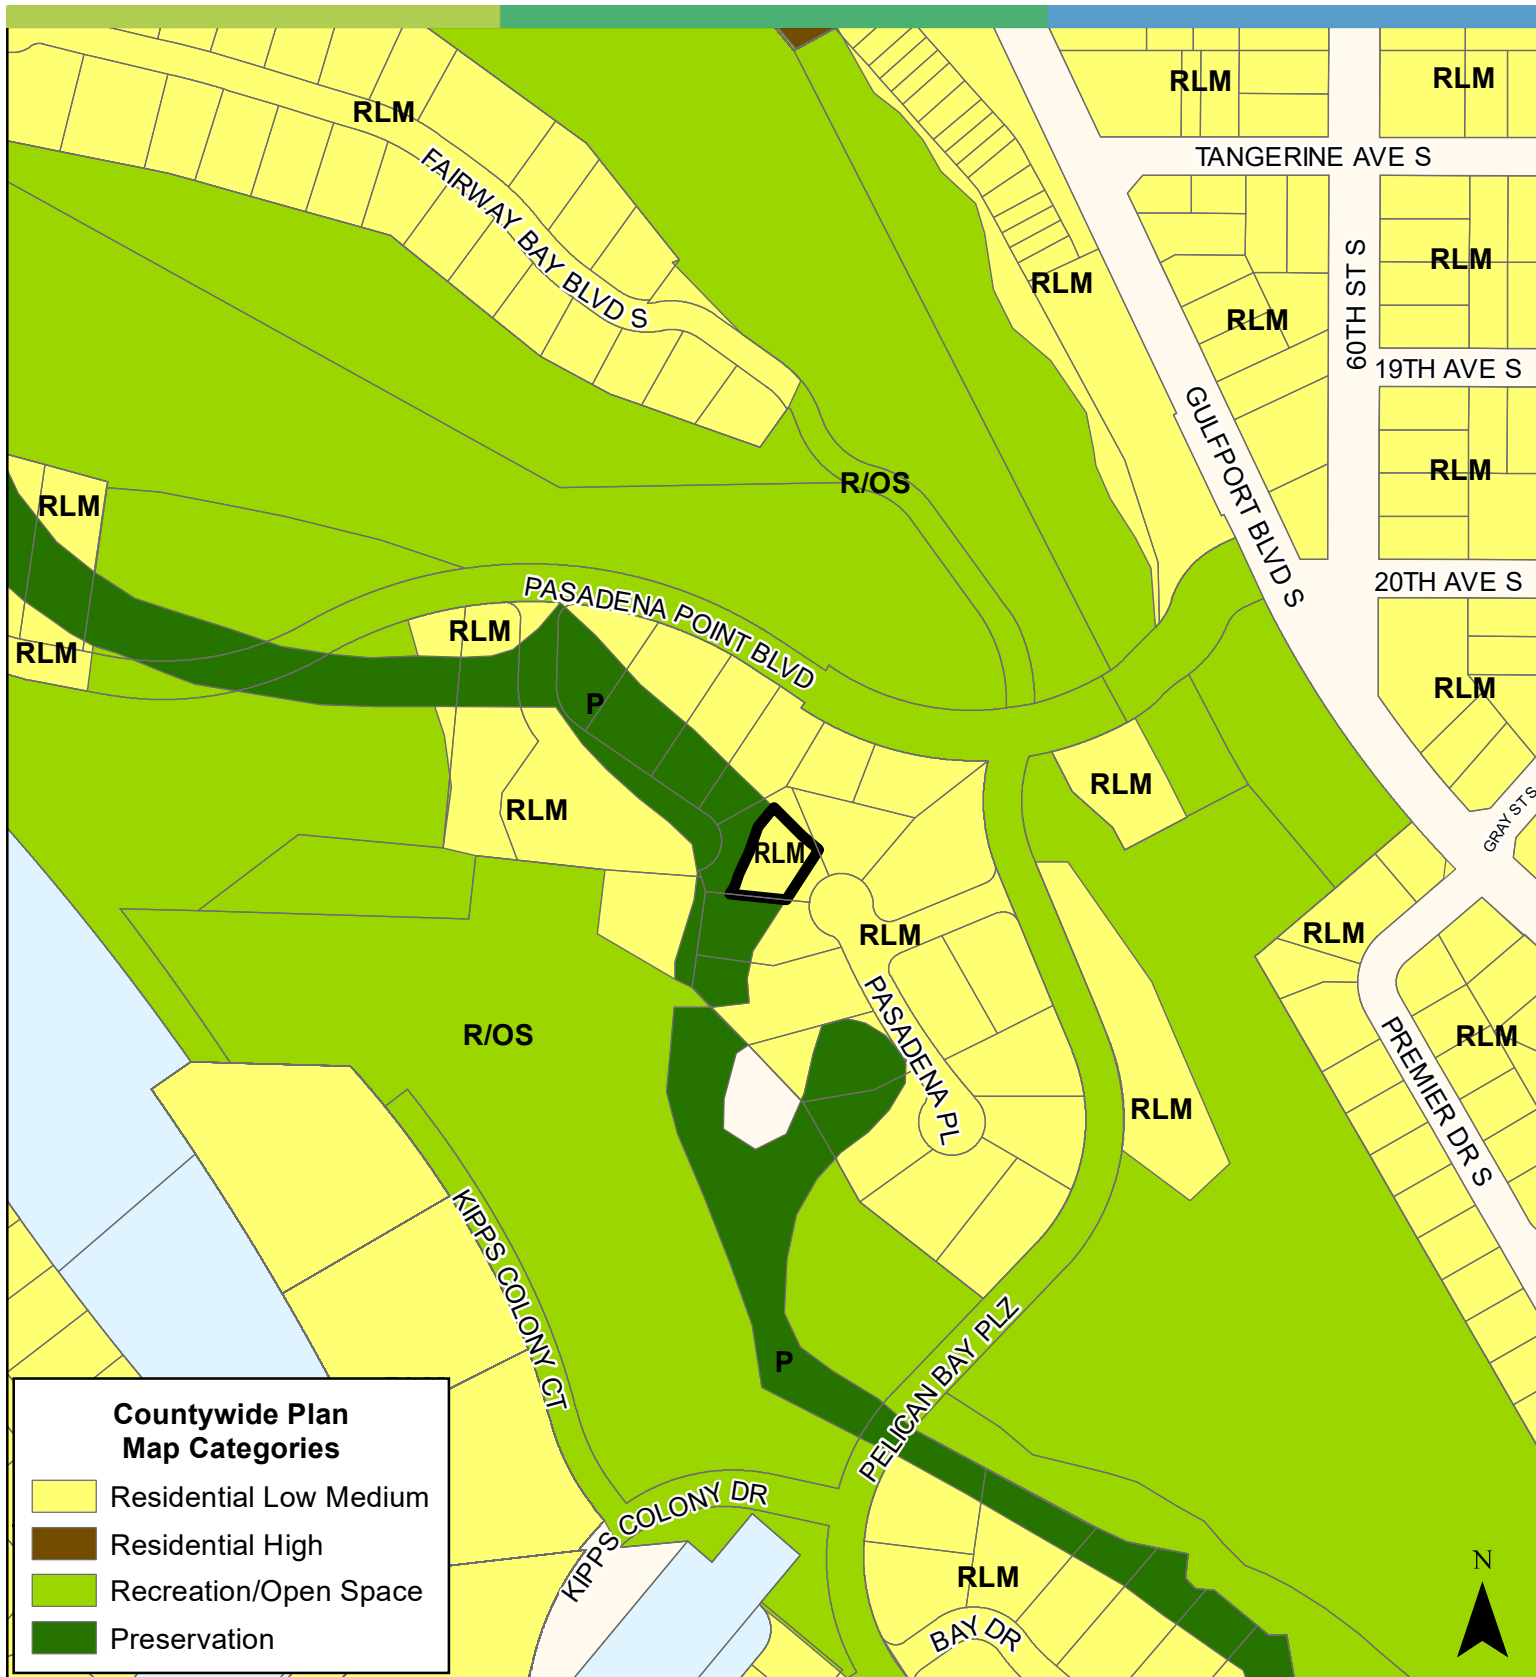 RLM
RLM
RLM
TANGERINE AVE S
FAIRWAY BAY BLVD S
RLM
RLM
RLM
60TH ST S
19TH AVE S
GULFPORT BLVD S
RLM
R/OS
RLM
20TH AVE S
PASADENA POINT BLVD
RLM
RLM
RLM
P
RLM
RLM
RLM
GRAY ST S
RLM
RLM
RLM
PASADENA PL
R/OS
PREMIER DR S
RLM
RLM
KIPPS COLONY CT
PELICAN BAY PLZ
P
KIPPS COLONY DR
RLM
BAY DR
N
Countywide Plan
Map Categories
Residential Low Medium
Residential High
Recreation/Open Space
Preservation